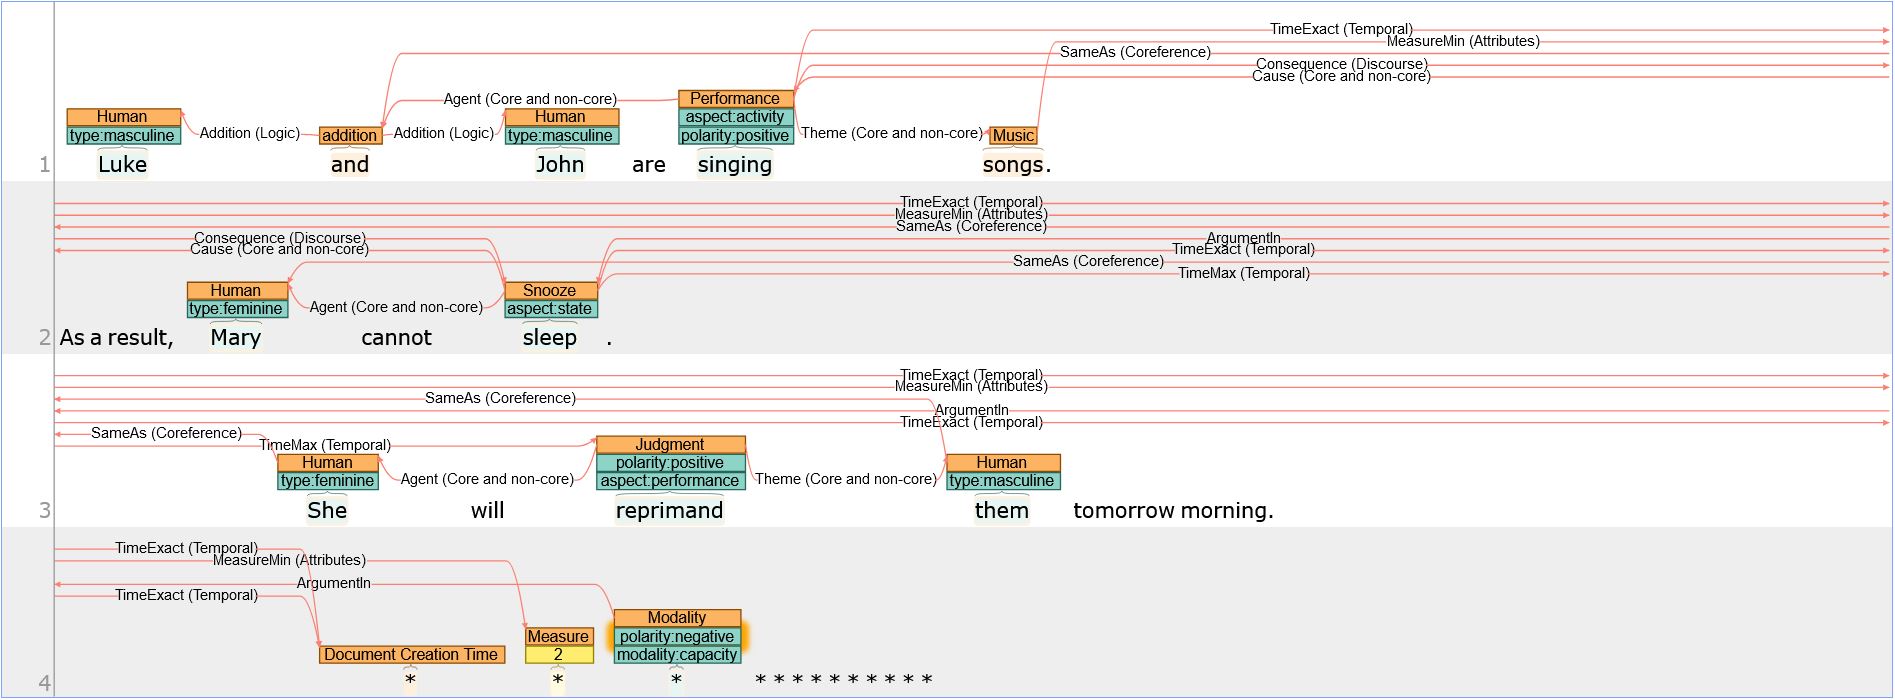 TimeExact (Temporal)
MeasureMin (Attributes)
SameAs (Coreference)
Consequence (Discourse)
Cause (Core and non-core)
Agent (Core and non-core) Performance
Human Human aspect:activity
type:masculine Addition (Logic) addition Addition (Logic) type:masculine polarity:positive Theme (Core and non-core) Music
1 Luke and John are singing songs.
TimeExact (Temporal)
MeasureMin (Attributes)
SameAs (Coreference)
Consequence (Discourse) ArgumentIn
Cause (Core and non-core) TimeExact (Temporal)
SameAs (Coreference)
TimeMax (Temporal)
Human Snooze
type:feminine Agent (Core and non-core) aspect:state
2 As a result, Mary cannot sleep .
TimeExact (Temporal)
MeasureMin (Attributes)
SameAs (Coreference)
ArgumentIn
TimeExact (Temporal)
SameAs (Coreference)
TimeMax (Temporal) Judgment
Human polarity:positive Human
type:feminine Agent (Core and non-core) aspect:performance Theme (Core and non-core) type:masculine
3 She will reprimand them tomorrow morning.
TimeExact (Temporal)
MeasureMin (Attributes)
ArgumentIn
TimeExact (Temporal)
Modality
Measure polarity:negative
Document Creation Time 2 modality:capacity
4 * * * * * * * * * * * * *